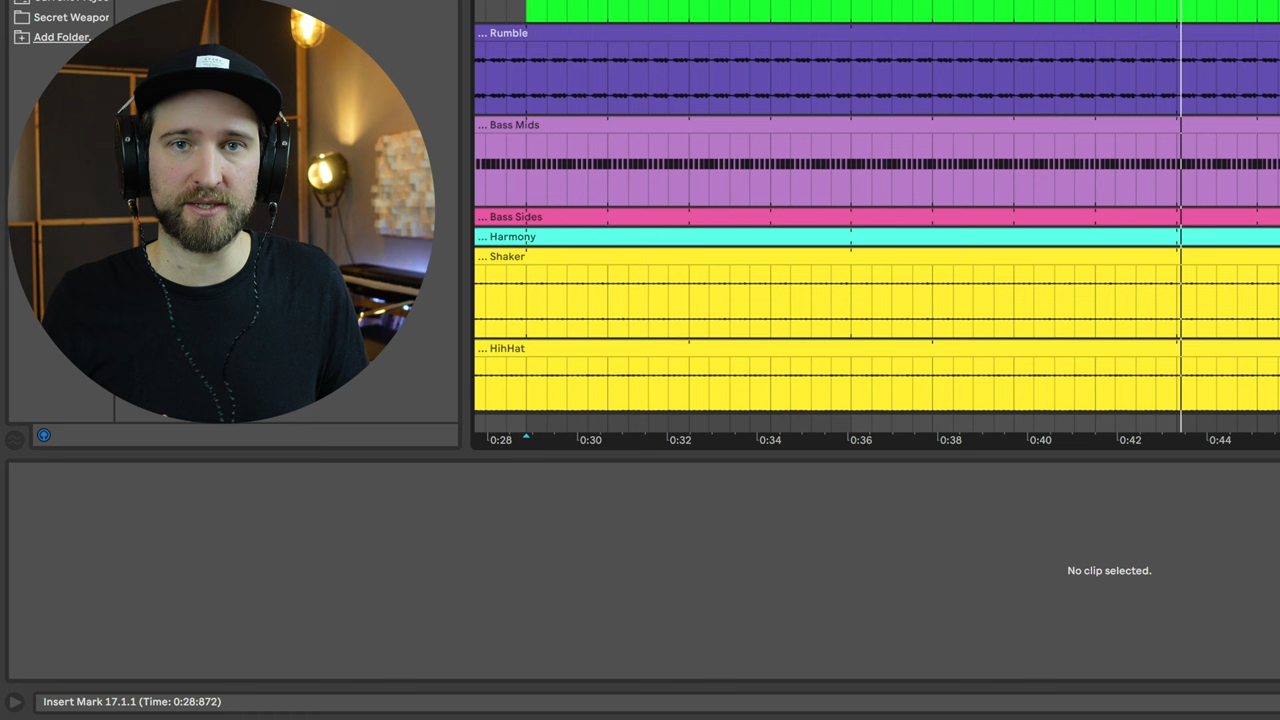 Secret Weapor
Add Folder.
... Rumble
... Bass Mids
... Bass Sides
... Harmony
... Shaker
... HihHat
0:28 0:30 0:32 0:34 0:36 0:38 0:40 0:42 0:44
No clip selected.
Insert Mark 17.1.1 (Time: 0:28:872)